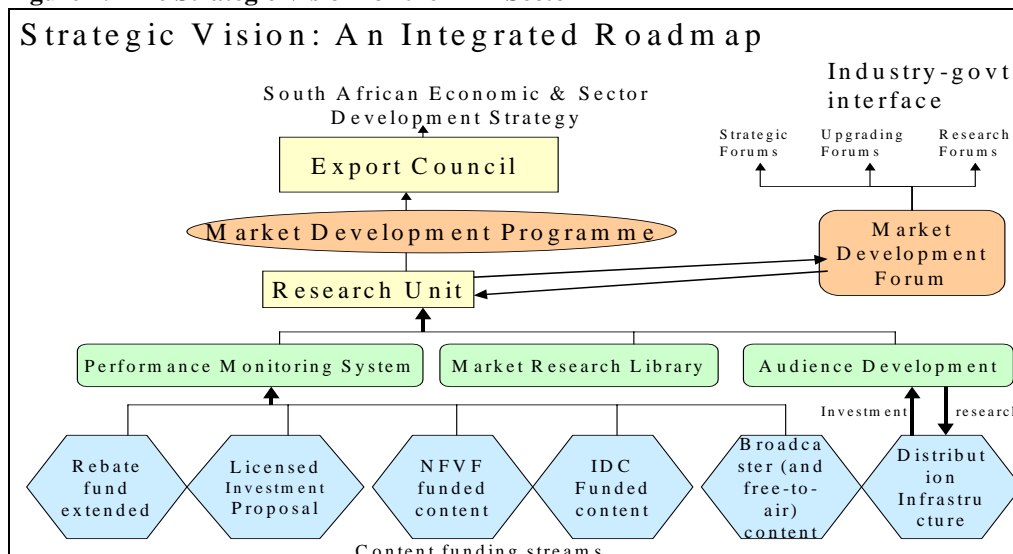 Strategic Vision: An Integrated Roadmap
Industry-govt
interface
South African Economic & Sector
Development Strategy
Strategic
Forums
Upgrading
Forums
Research
Forums
Export Council
Market Development Programme
Market
Development
Forum
Research Unit
Performance Monitoring System
Market Research Library
Audience Development
Investment
research
Rebate
fund
extended
Licensed
Investment
Proposal
NFVF
funded
content
IDC
Funded
content
Broadca
ster (and
free-to-
air)
content
Distribut
ion
Infrastru
cture
Content funding streams